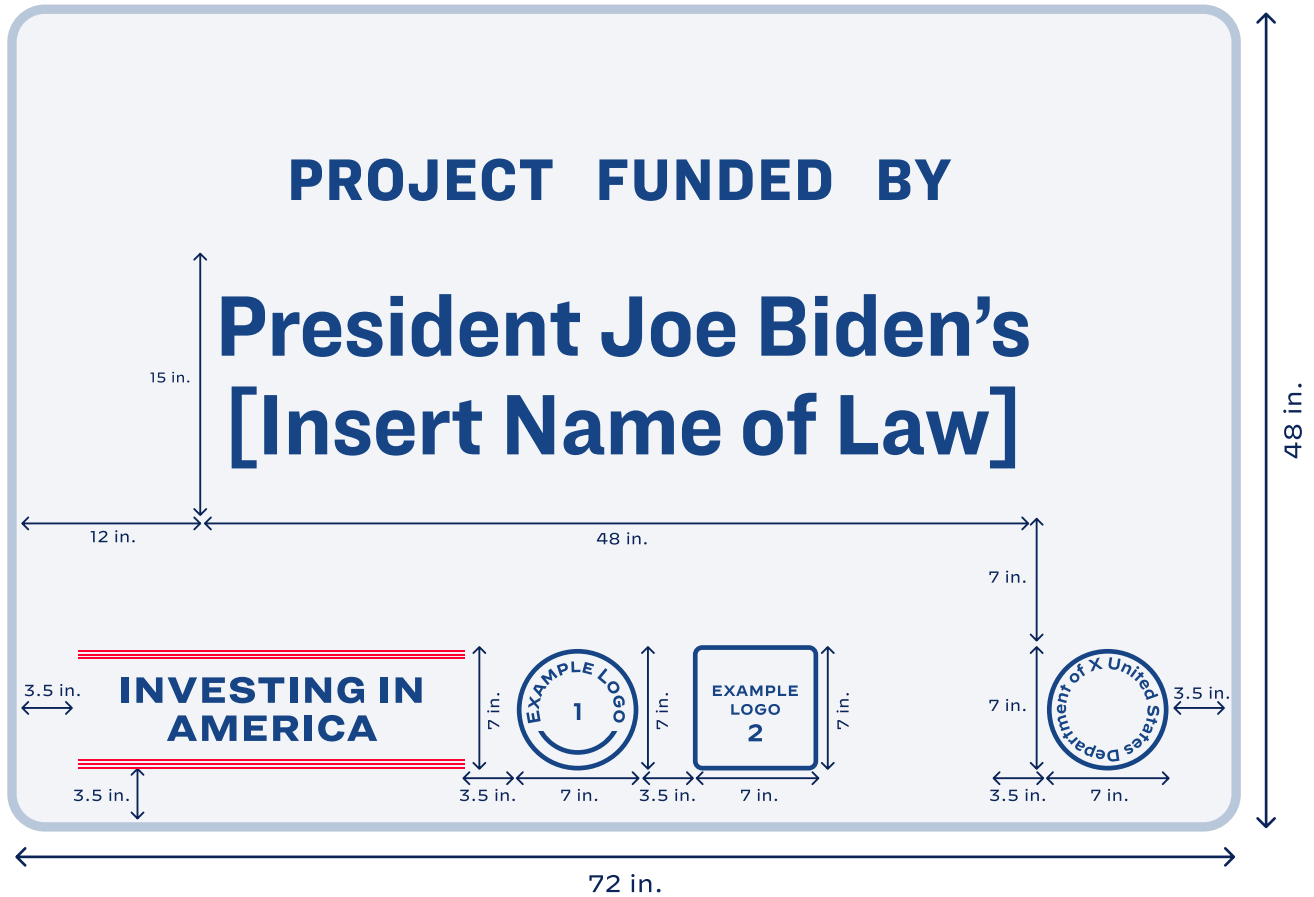 PROJECT FUNDED BY
President Joe Biden’s
15 in.
[Insert Name of Law]
48 in.
12 in.
48 in.
7 in.
3.5 in.
INVESTING IN
AMERICA
7 in.
EXAMPLE LOGO
1
7 in.
EXAMPLE
LOGO
2
7 in.
7 in.
Department of X United States
3.5 in.
3.5 in.
3.5 in.
7 in.
3.5 in.
7 in.
3.5 in.
7 in.
72 in.